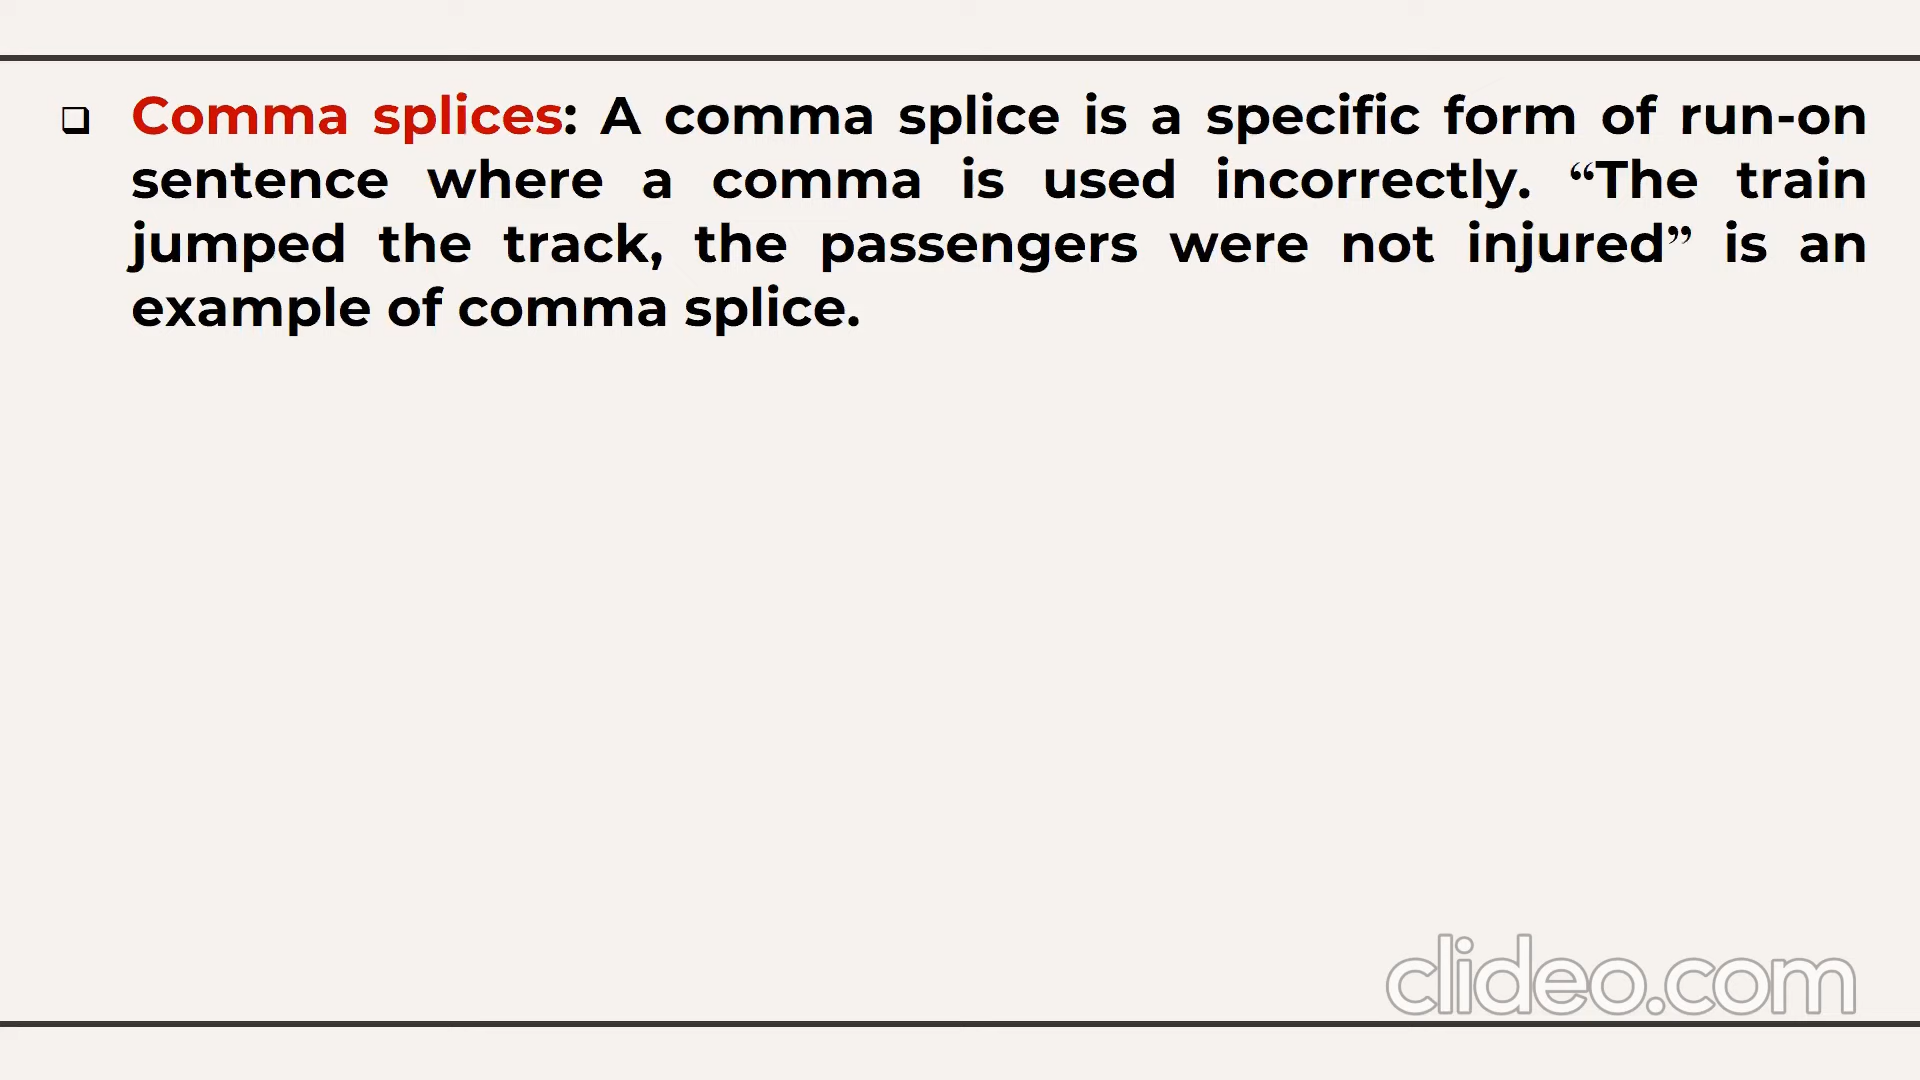 ❑ Comma splices: A comma splice is a specific form of run-on
sentence where a comma is used incorrectly. “The train
jumped the track, the passengers were not injured” is an
example of comma splice.
clideo.com